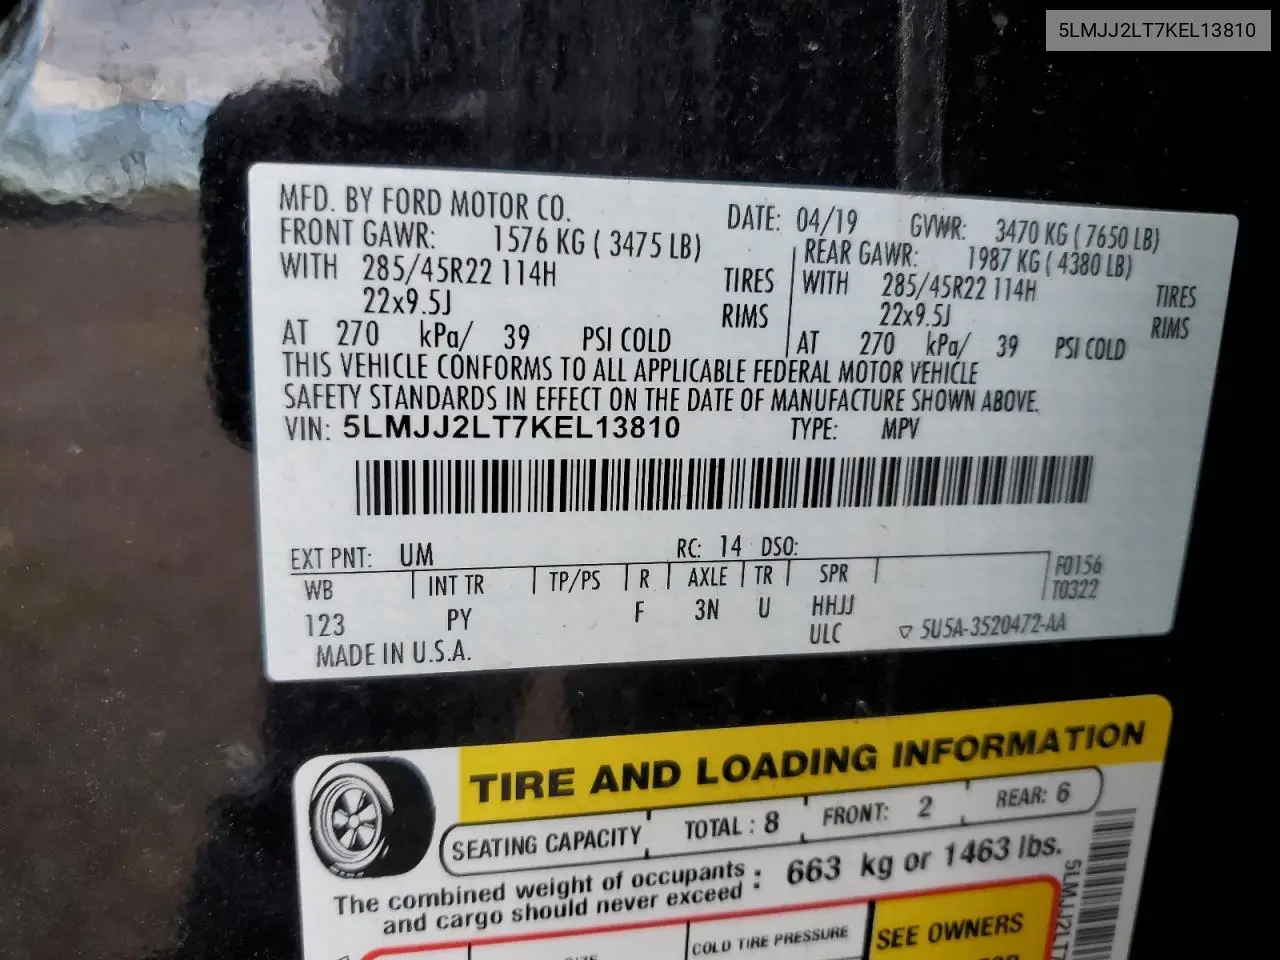 5LMJJ2LT7KEL13810
MFD. BY FORD MOTOR CO. DATE: 04/19 GVWR: 3470 KG ( 7650 LB)
FRONT GAWR: 1576 KG ( 3475 LB) REAR GAWR: 1987 KG ( 4380 LB)
WITH 285/45R22 114H TIRES WITH 285/45R22 114H TIRES
22x9.5J RIMS 22x9.5J RIMS
AT 270 kPa/ 39 PSI COLD AT 270 kPa/ 39 PSI COLD
THIS VEHICLE CONFORMS TO ALL APPLICABLE FEDERAL MOTOR VEHICLE
SAFETY STANDARDS IN EFFECT ON THE DATE OF MANUFACTURE SHOWN ABOVE.
VIN: 5LMJJ2LT7KEL13810 TYPE: MPV
EXT PNT: UM RC: 14 DSO:
WB INT TR TP/PS R AXLE TR SPR F0156
T0322
123 PY F 3N U HHJJ
ULC ▽ 5U5A-3520472-AA
MADE IN U.S.A.
TIRE AND LOADING INFORMATION
SEATING CAPACITY TOTAL : 8 FRONT: 2 REAR: 6
The combined weight of occupants
and cargo should never exceed : 663 kg or 1463 lbs.
COLD TIRE PRESSURE
SEE OWNERS
5LMJJ2LT7